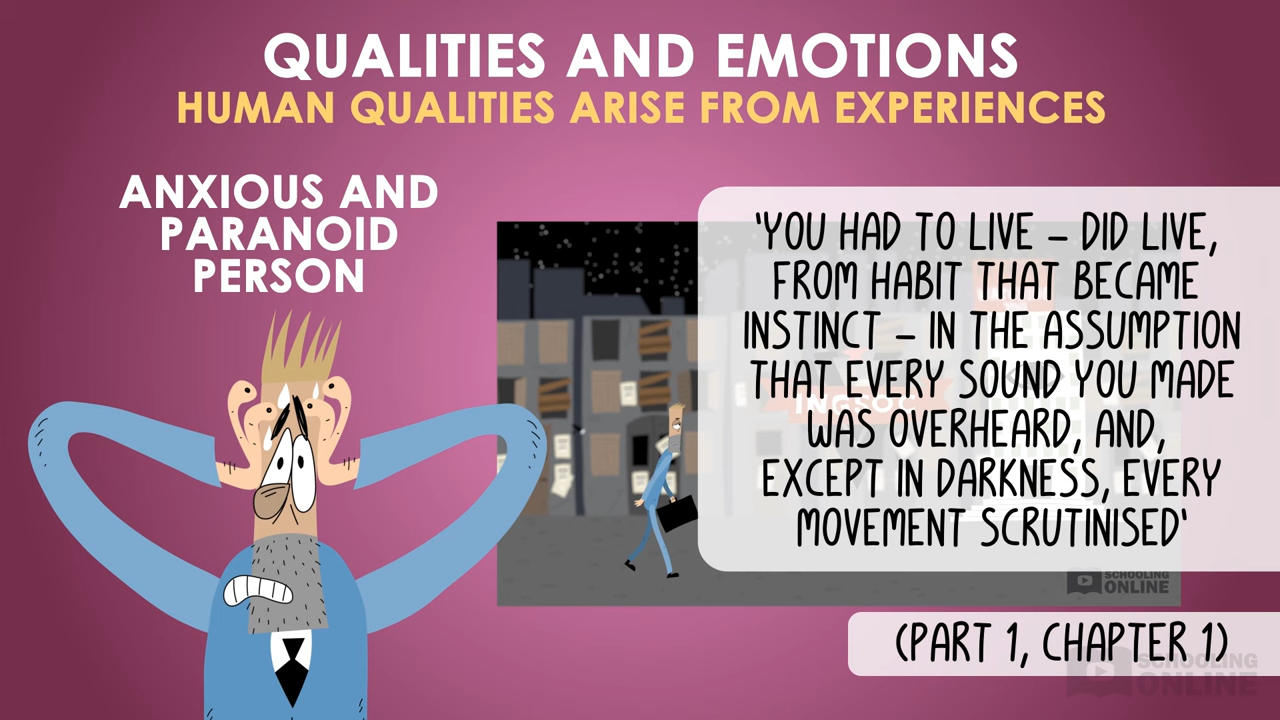 QUALITIES AND EMOTIONS
HUMAN QUALITIES ARISE FROM EXPERIENCES
ANXIOUS AND
PARANOID
PERSON
'YOU HAD TO LIVE – DID LIVE,
FROM HABIT THAT BECAME
INSTINCT – IN THE ASSUMPTION
THAT EVERY SOUND YOU MADE
WAS OVERHEARD, AND,
EXCEPT IN DARKNESS, EVERY
MOVEMENT SCRUTINISED'
INGSOC
SCHOOLING
ONLINE
(PART 1, CHAPTER 1)
SCHOOLING
ONLINE